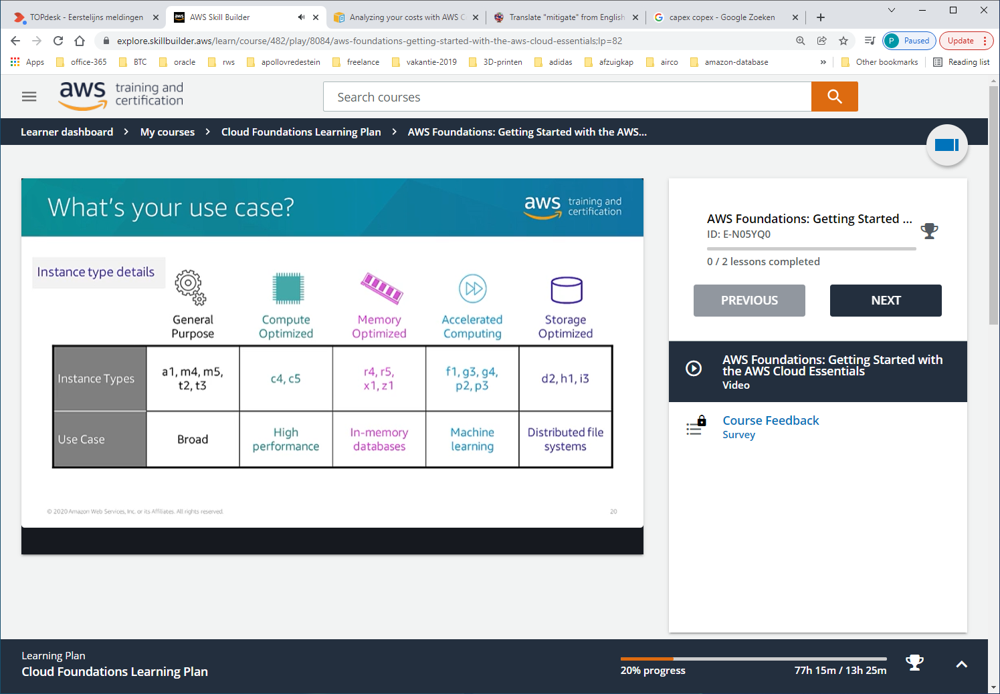 TOPdesk - Eerstelijns meldingen
AWS Skill Builder
Analyzing your costs with AWS C
Translate "mitigate" from English
capex copex - Google Zoeken
explore.skillbuilder.aws/learn/course/482/play/8084/aws-foundations-getting-started-with-the-aws-cloud-essentials;lp=82
P Paused
Update
Apps
office-365
BTC
oracle
rws
apollovredestein
freelance
vakantie-2019
3D-printen
adidas
afzuigkap
airco
amazon-database
»
Other bookmarks
Reading list
aws training and certification
Search courses
Learner dashboard > My courses > Cloud Foundations Learning Plan > AWS Foundations: Getting Started with the AWS...
What's your use case?
aws training and certification
Instance type details
General Purpose
Compute Optimized
Memory Optimized
Accelerated Computing
Storage Optimized
Instance Types
a1, m4, m5, t2, t3
c4, c5
r4, r5, x1, z1
f1, g3, g4, p2, p3
d2, h1, i3
Use Case
Broad
High performance
In-memory databases
Machine learning
Distributed file systems
© 2020 Amazon Web Services, Inc. or its Affiliates. All rights reserved.
20
AWS Foundations: Getting Started ...
ID: E-N05YQ0
0 / 2 lessons completed
PREVIOUS
NEXT
AWS Foundations: Getting Started with
the AWS Cloud Essentials
Video
Course Feedback
Survey
Learning Plan
Cloud Foundations Learning Plan
20% progress
77h 15m / 13h 25m